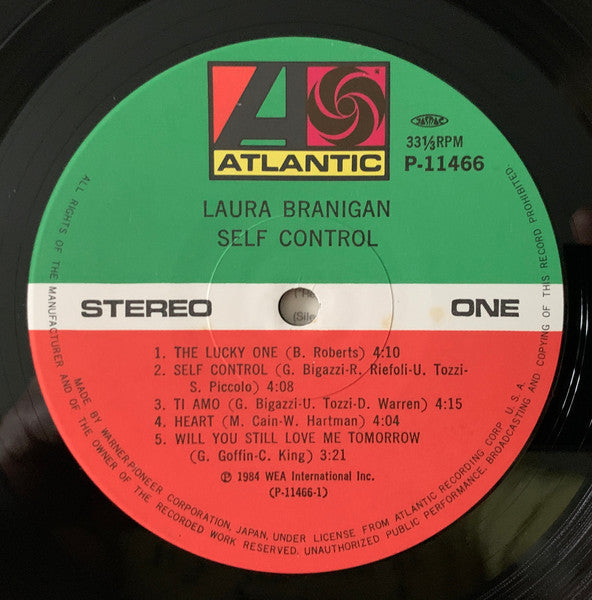 ATLANTIC
JASRAC
33⅓RPM
P-11466
LAURA BRANIGAN
SELF CONTROL
STEREO
ONE
1. THE LUCKY ONE (B. Roberts) 4:10
2. SELF CONTROL (G. Bigazzi-R. Riefoli-U. Tozzi-
S. Piccolo) 4:08
3. TI AMO (G. Bigazzi-U. Tozzi-D. Warren) 4:15
4. HEART (M. Cain-W. Hartman) 4:04
5. WILL YOU STILL LOVE ME TOMORROW
(G. Goffin-C. King) 3:21
℗ 1984 WEA International Inc.
(P-11466-1)
ALL RIGHTS OF THE MANUFACTURER AND OF THE OWNER OF THE RECORDED WORK RESERVED. UNAUTHORIZED PUBLIC PERFORMANCE, BROADCASTING AND COPYING OF THIS RECORD PROHIBITED.
MADE BY WARNER-PIONEER CORPORATION, JAPAN, UNDER LICENSE FROM ATLANTIC RECORDING CORP. U.S.A.